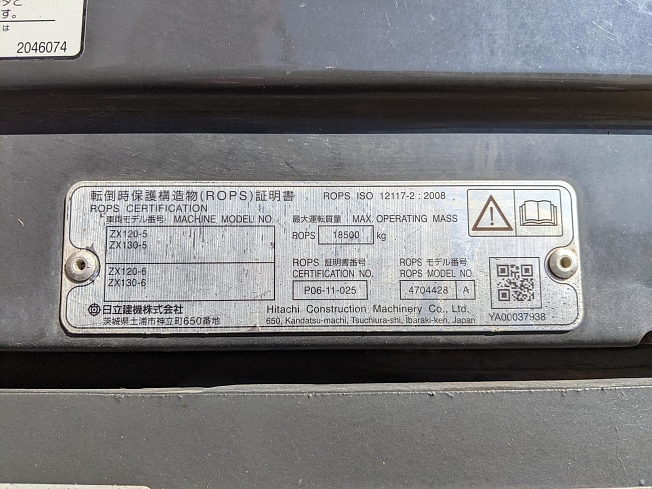 す。
は
2046074
転倒時保護構造物(ROPS)証明書
ROPS CERTIFICATION
ROPS ISO 12117-2 : 2008
車両モデル番号 MACHINE MODEL NO.
ZX120-5
ZX130-5
ZX120-6
ZX130-6
最大運転質量 MAX. OPERATING MASS
ROPS 18500 kg
ROPS 証明書番号
CERTIFICATION NO.
P06-11-025
ROPS モデル番号
ROPS MODEL NO.
4704428 A
日立建機株式会社
茨城県土浦市神立町650番地
Hitachi Construction Machinery Co., Ltd.
650, Kandatsu-machi, Tsuchiura-shi, Ibaraki-ken, Japan
YA00037938